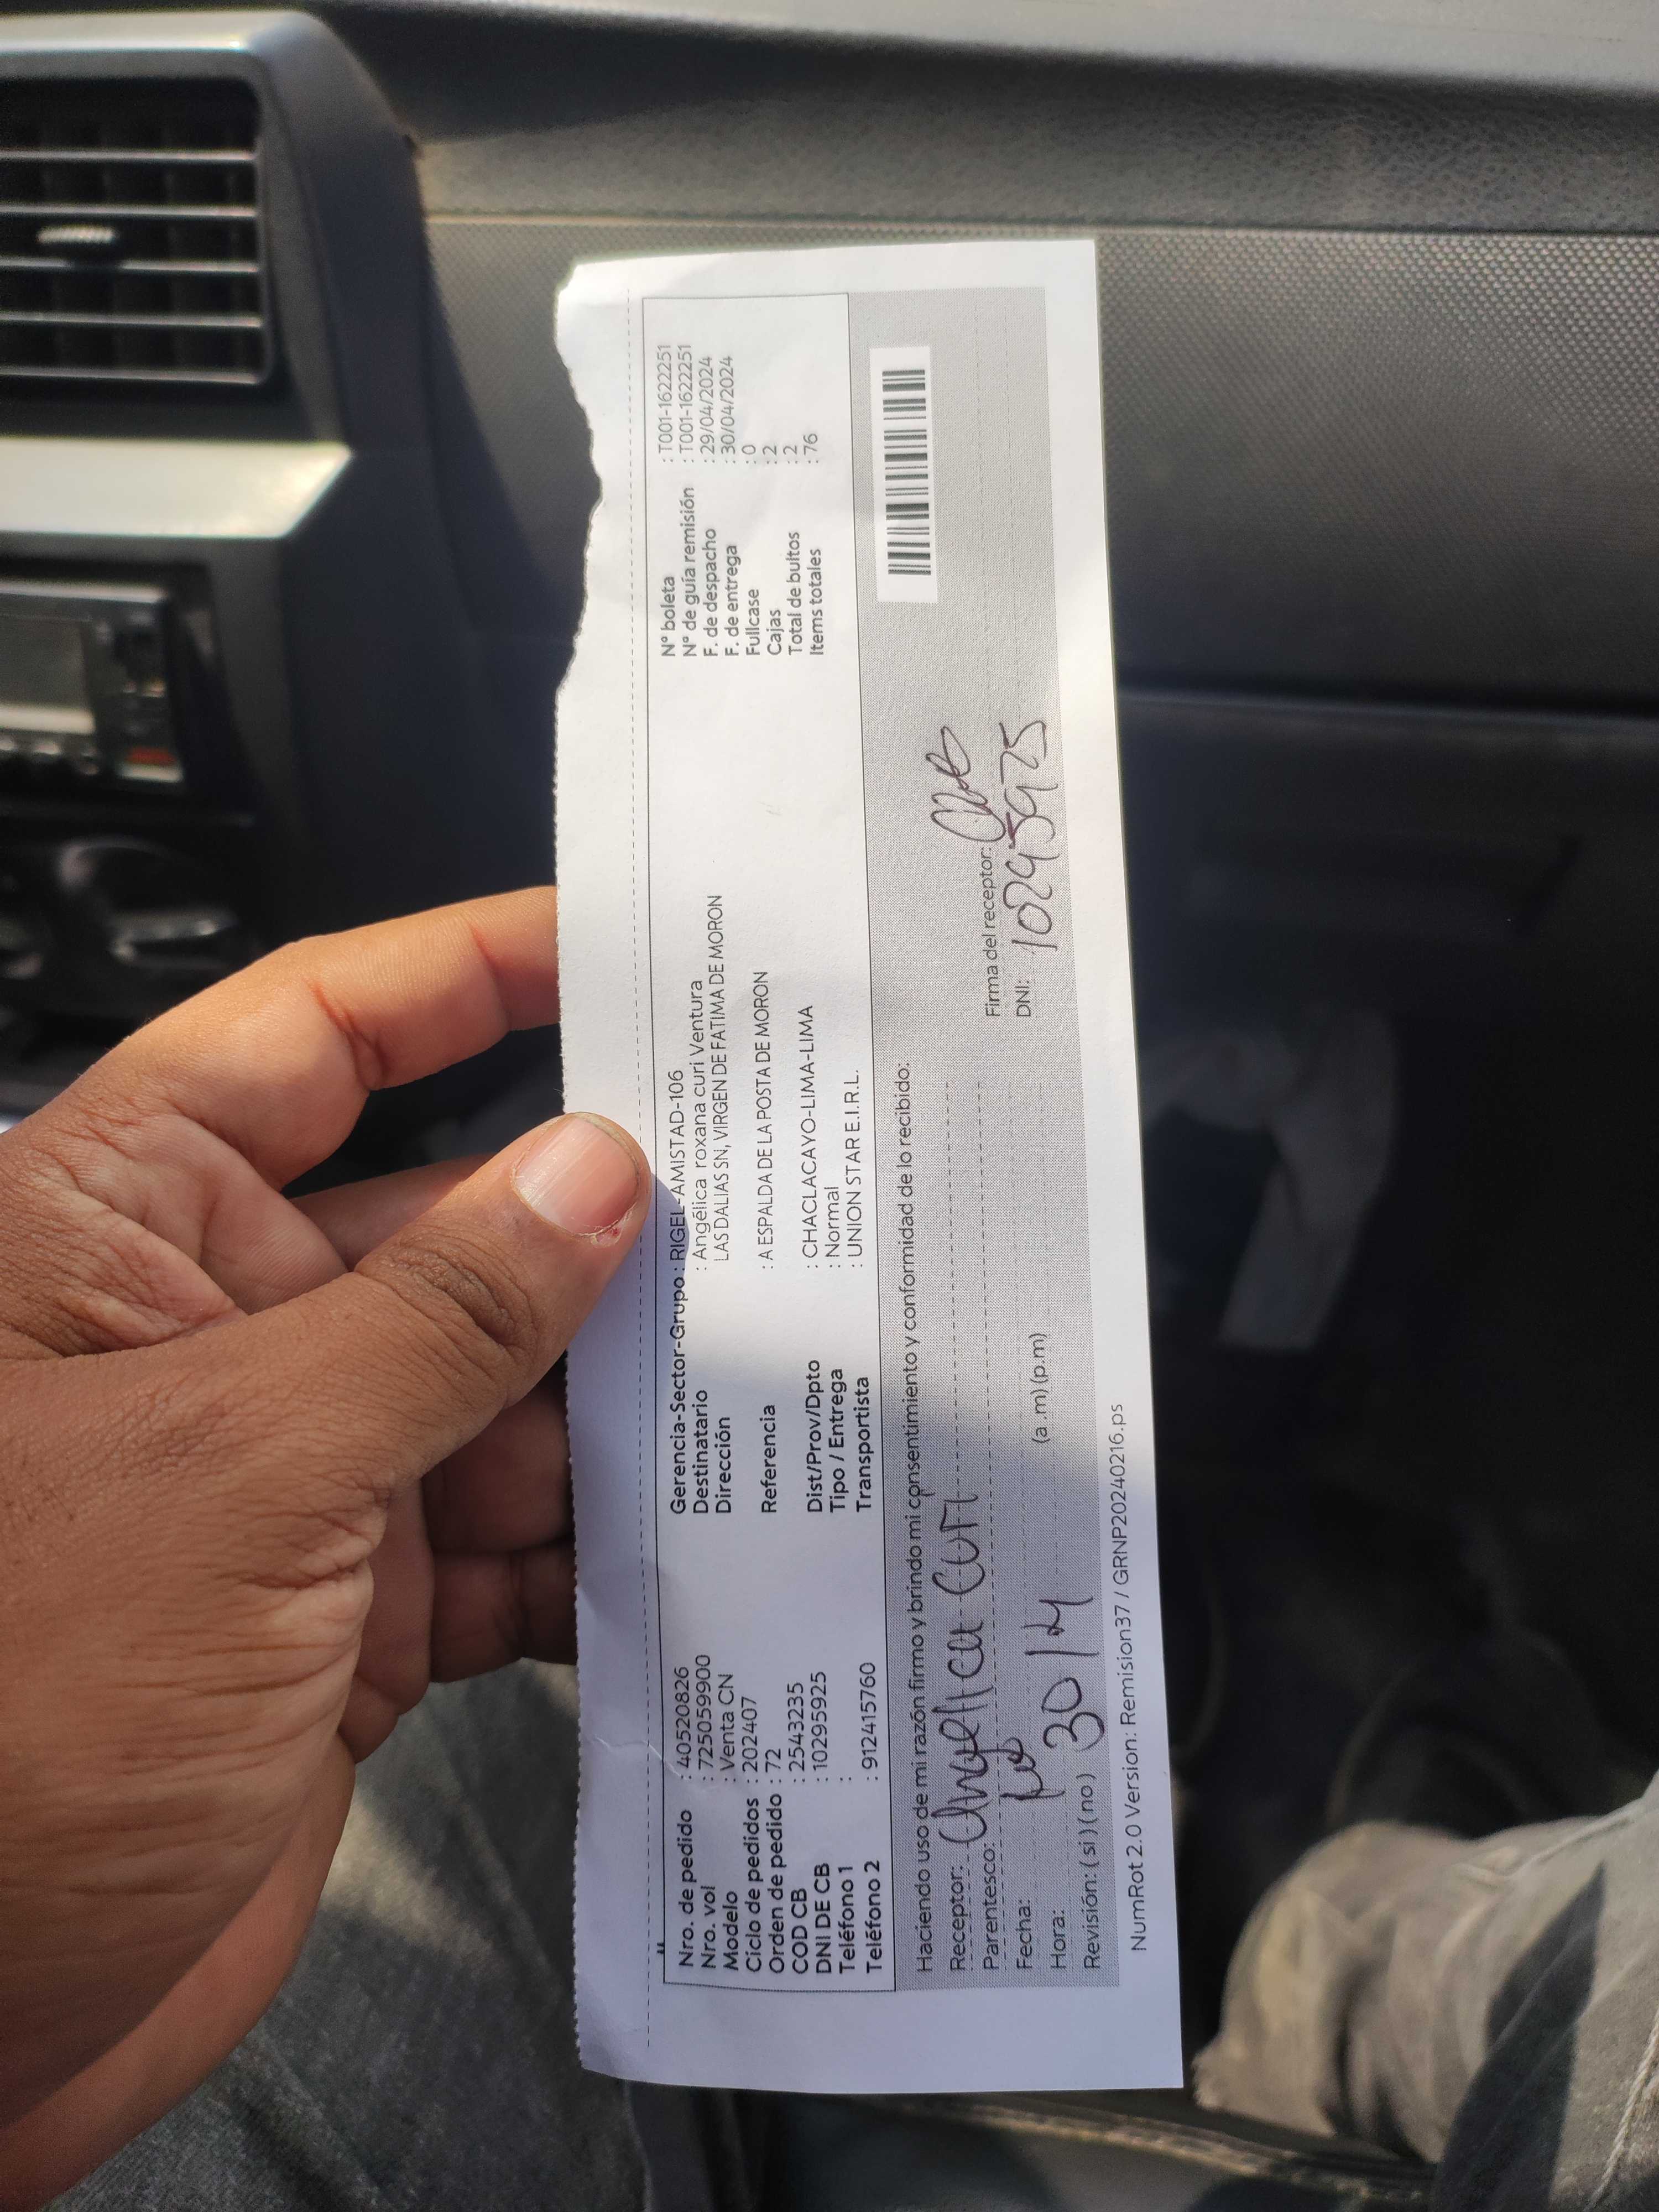 Nro. de pedido : 40520826
Nro. vol : 725059900
Modelo : Venta CN
Ciclo de pedidos : 202407
Orden de pedido : 72
COD CB : 2543235
DNI DE CB : 10295925
Teléfono 1 :
Teléfono 2 : 912415760
Gerencia-Sector-Grupo : RIGEL-AMISTAD-106
Destinatario : Angélica roxana curi Ventura
Dirección LAS DALIAS SN, VIRGEN DE FATIMA DE MORON
Referencia : A ESPALDA DE LA POSTA DE MORON
Dist/Prov/Dpto : CHACLACAYO-LIMA-LIMA
Tipo / Entrega : Normal
Transportista : UNION STAR E.I.R.L.
N° boleta : T001-1622251
N° de guía remisión : T001-1622251
F. de despacho : 29/04/2024
F. de entrega : 30/04/2024
Fullcase : 0
Cajas : 2
Total de bultos : 2
Items totales : 76
Haciendo uso de mi razón firmo y brindo mi consentimiento y conformidad de lo recibido:
Receptor: Angelica Curi
Parentesco:
Fecha: 30/4
Hora: (a.m) (p.m)
Revisión: (si) (no)
Firma del receptor:
DNI: 10295925
NumRot 2.0 Version: Remision37 / GRNP20240216.ps